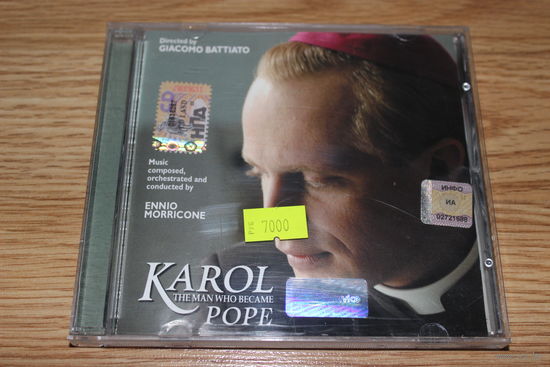 Directed by
GIACOMO BATTIATO
Music
composed,
orchestrated and
conducted by
ENNIO
MORRICONE
7000
ИНФО
ИА
02721688
KAROL
THE MAN WHO BECAME
POPE